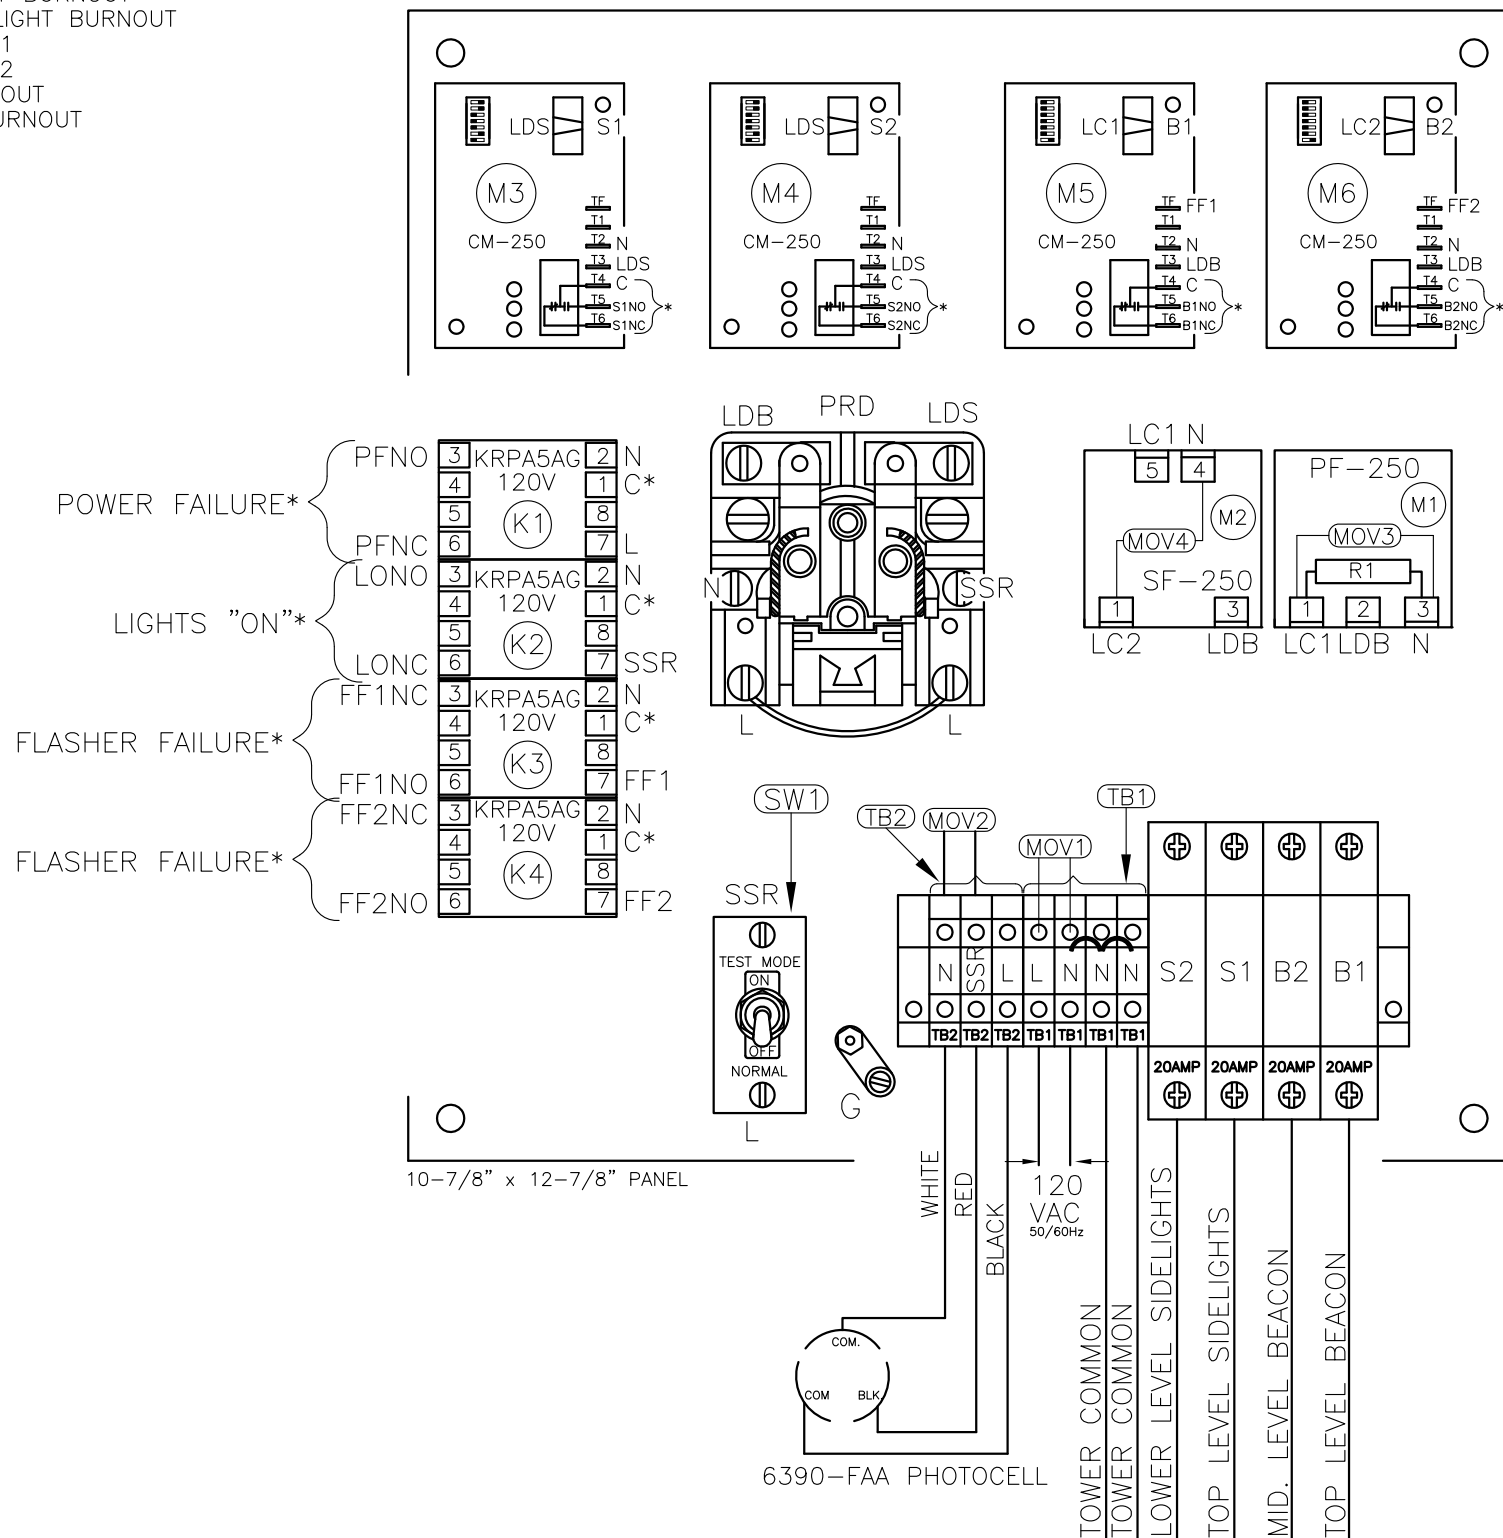 LIGHT BURNOUT
1
2
OUT
BURNOUT
LDS S1
M3
CM-250
TF
T1
T2 N
T3 LDS
T4 C
T5 S1NO *
T6 S1NC
LDS S2
M4
CM-250
TF
T1
T2 N
T3 LDS
T4 C
T5 S2NO *
T6 S2NC
LC1 B1
M5
CM-250
TF FF1
T1
T2 N
T3 LDB
T4 C
T5 B1NO *
T6 B1NC
LC2 B2
M6
CM-250
TF FF2
T1
T2 N
T3 LDB
T4 C
T5 B2NO *
T6 B2NC
POWER FAILURE*
PFNO 3 KRPA5AG 2 N
4 120V 1 C*
5 K1 8
PFNC 6 7 L
LIGHTS "ON"*
LONO 3 KRPA5AG 2 N
4 120V 1 C*
5 K2 8
LONC 6 7 SSR
FLASHER FAILURE*
FF1NC 3 KRPA5AG 2 N
4 120V 1 C*
5 K3 8
FF1NO 6 7 FF1
FLASHER FAILURE*
FF2NC 3 KRPA5AG 2 N
4 120V 1 C*
5 K4 8
FF2NO 6 7 FF2
LDB PRD LDS
N SSR
L L
LC1 N
5 4
M2
MOV4
SF-250
1 3
LC2 LDB
PF-250
M1
MOV3
R1
1 2 3
LC1 LDB N
SW1
SSR
TEST MODE
ON
OFF
NORMAL
L
G
TB2 MOV2 MOV1 TB1
N SSR L L N N N S2 S1 B2 B1
TB2 TB2 TB2 TB1 TB1 TB1 TB1
20AMP 20AMP 20AMP 20AMP
10-7/8" x 12-7/8" PANEL
WHITE
RED
BLACK
120
VAC
50/60Hz
TOWER COMMON
TOWER COMMON
LOWER LEVEL SIDELIGHTS
TOP LEVEL SIDELIGHTS
MID. LEVEL BEACON
TOP LEVEL BEACON
COM.
COM BLK.
6390-FAA PHOTOCELL